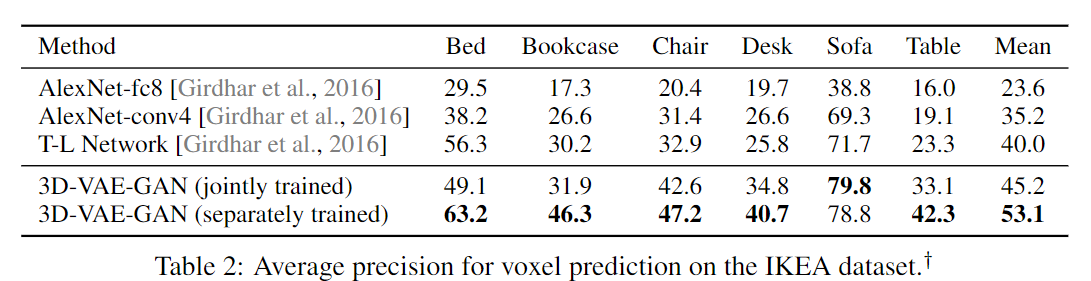 Method Bed Bookcase Chair Desk Sofa Table Mean
AlexNet-fc8 [Girdhar et al., 2016] 29.5 17.3 20.4 19.7 38.8 16.0 23.6
AlexNet-conv4 [Girdhar et al., 2016] 38.2 26.6 31.4 26.6 69.3 19.1 35.2
T-L Network [Girdhar et al., 2016] 56.3 30.2 32.9 25.8 71.7 23.3 40.0
3D-VAE-GAN (jointly trained) 49.1 31.9 42.6 34.8 79.8 33.1 45.2
3D-VAE-GAN (separately trained) 63.2 46.3 47.2 40.7 78.8 42.3 53.1
Table 2: Average precision for voxel prediction on the IKEA dataset.†